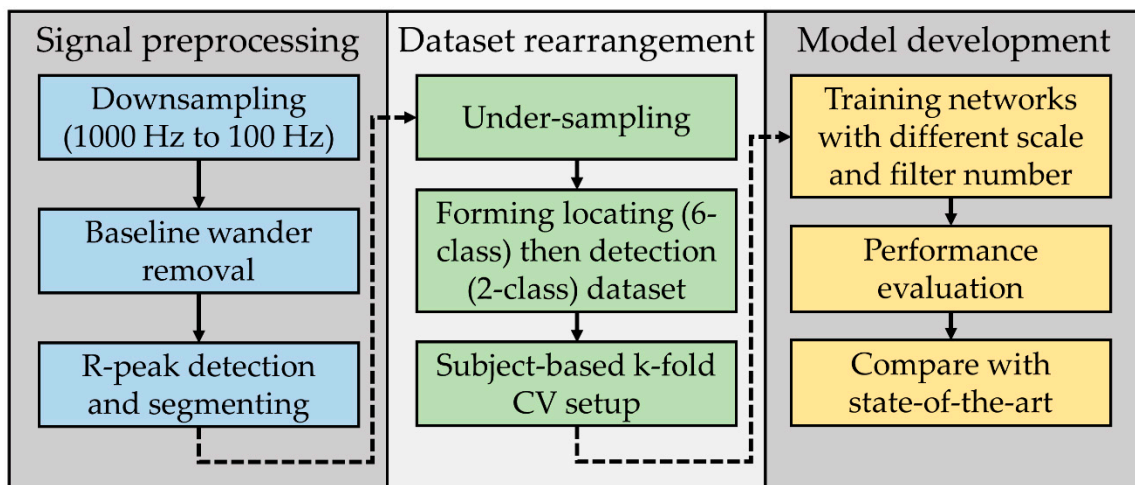 Signal preprocessing
Downsampling
(1000 Hz to 100 Hz)
Baseline wander
removal
R-peak detection
and segmenting
Dataset rearrangement
Under-sampling
Forming locating (6-
class) then detection
(2-class) dataset
Subject-based k-fold
CV setup
Model development
Training networks
with different scale
and filter number
Performance
evaluation
Compare with
state-of-the-art